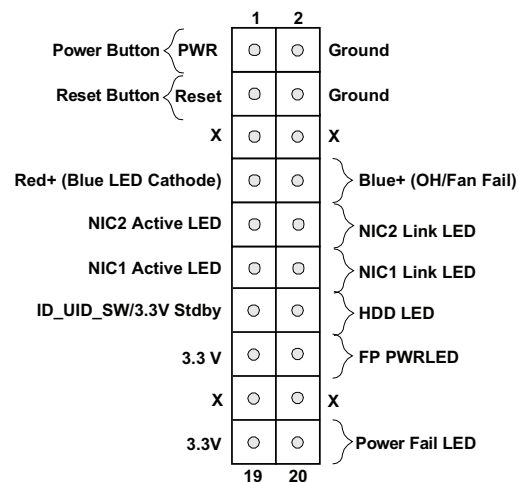 1 2
Power Button PWR Ground
Reset Button Reset Ground
X X
Red+ (Blue LED Cathode) Blue+ (OH/Fan Fail)
NIC2 Active LED NIC2 Link LED
NIC1 Active LED NIC1 Link LED
ID_UID_SW/3.3V Stdby HDD LED
3.3 V FP PWRLED
X X
3.3V Power Fail LED
19 20